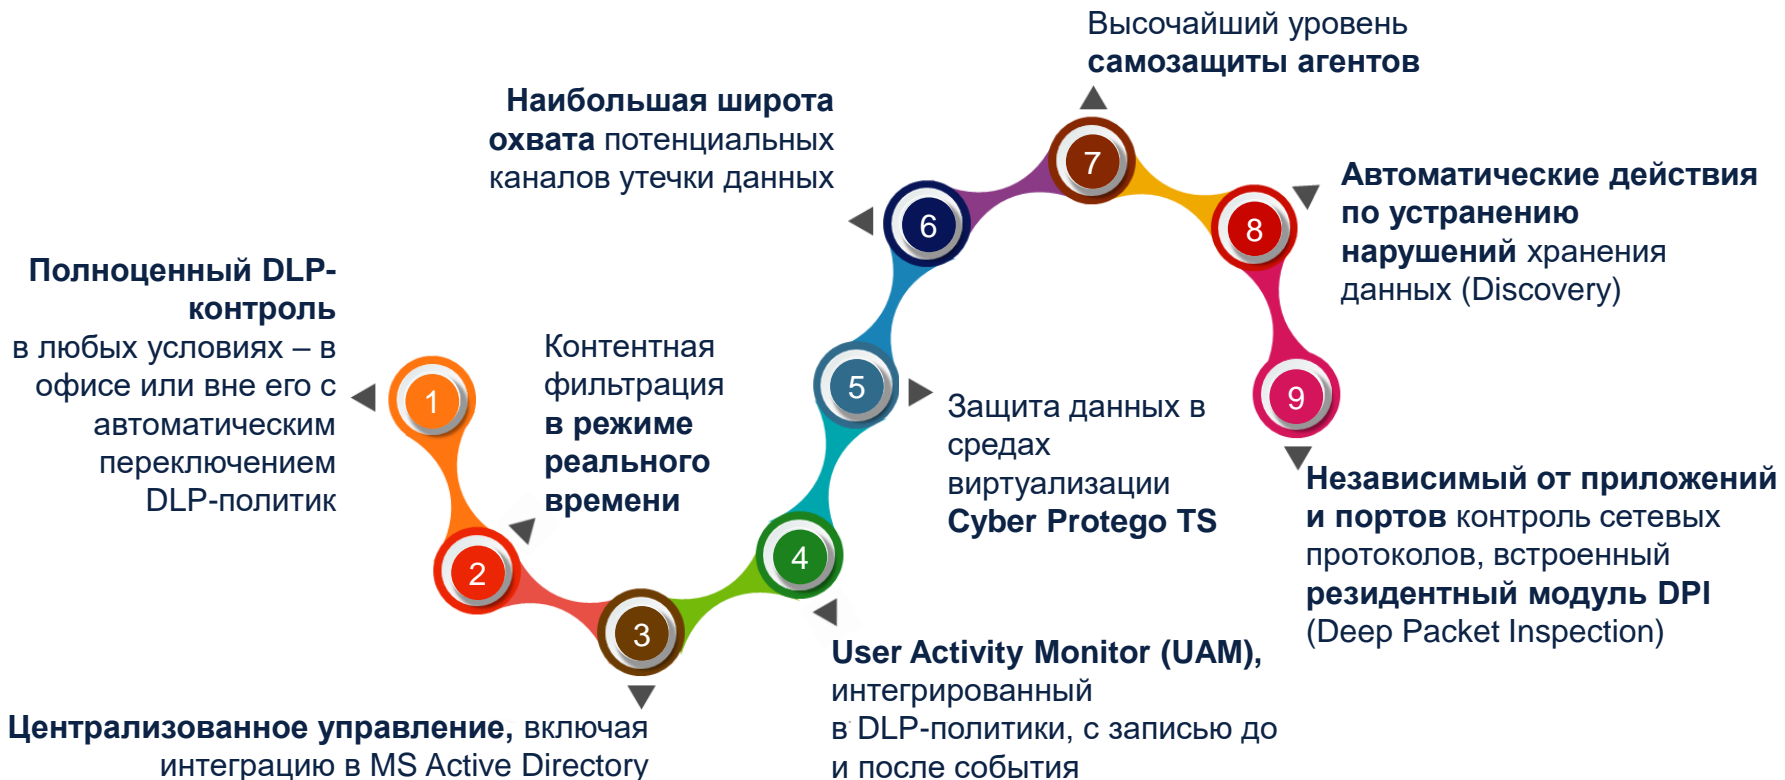 Полноценный DLP-
контроль
в любых условиях – в
офисе или вне его с
автоматическим
переключением
DLP-политик
1
Контентная
фильтрация
в режиме
реального
времени
2
3
Централизованное управление, включая
интеграцию в MS Active Directory
4
User Activity Monitor (UAM),
интегрированный
в DLP-политики, с записью до
и после события
5
Защита данных в
средах
виртуализации
Cyber Protego TS
Наибольшая широта
охвата потенциальных
каналов утечки данных
6
Высочайший уровень
самозащиты агентов
7
8
Автоматические действия
по устранению
нарушений хранения
данных (Discovery)
9
Независимый от приложений
и портов контроль сетевых
протоколов, встроенный
резидентный модуль DPI
(Deep Packet Inspection)